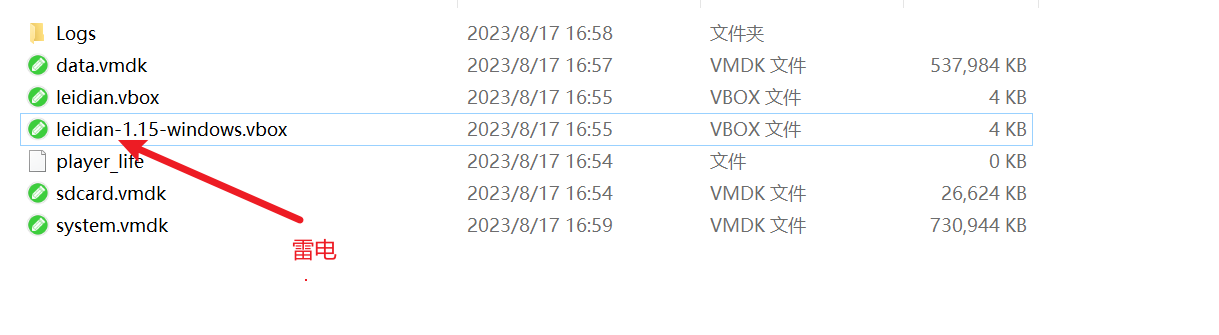 Logs 2023/8/17 16:58 文件夹
data.vmdk 2023/8/17 16:57 VMDK 文件 537,984 KB
leidian.vbox 2023/8/17 16:55 VBOX 文件 4 KB
leidian-1.15-windows.vbox 2023/8/17 16:55 VBOX 文件 4 KB
player_life 2023/8/17 16:54 文件 0 KB
sdcard.vmdk 2023/8/17 16:54 VMDK 文件 26,624 KB
system.vmdk 2023/8/17 16:59 VMDK 文件 730,944 KB
雷电
.